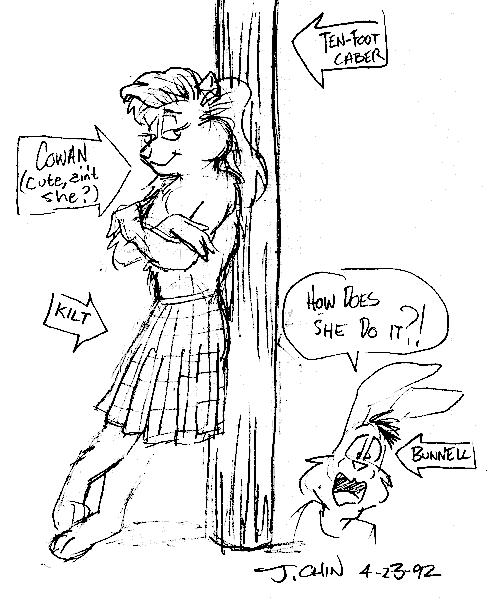 TEN-FOOT
CABER
COWAN
(CUTE, ain't
she?)
KILT
HOW DOES
SHE DO IT?!
BUNNELL
J. CHIN 4-23-92